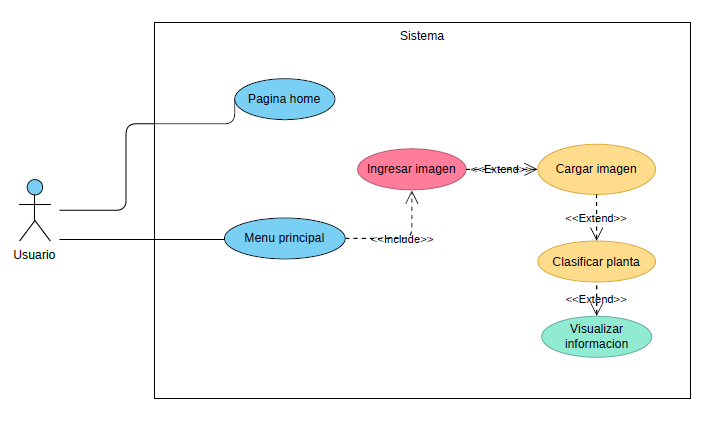 Sistema
Pagina home
Ingresar imagen
<<Extend>>
Cargar imagen
<<Extend>>
Usuario
Menu principal
<<Include>>
Clasificar planta
<<Extend>>
Visualizar
informacion